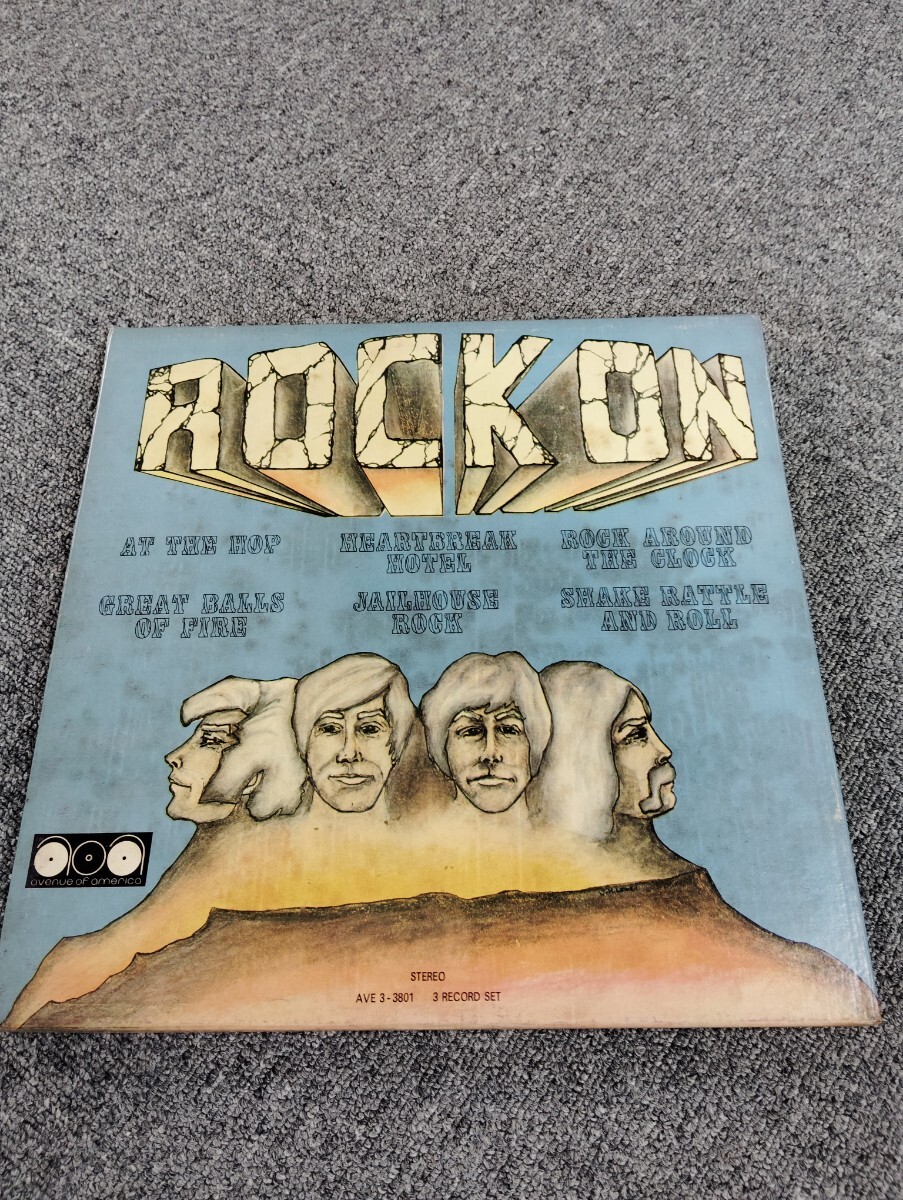 ROCK ON
AT THE HOP
HEARTBREAK
HOTEL
ROCK AROUND
THE CLOCK
GREAT BALLS
OF FIRE
JAILHOUSE
ROCK
SHAKE RATTLE
AND ROLL
aoa
avenue of america
STEREO
AVE 3-3801 3 RECORD SET